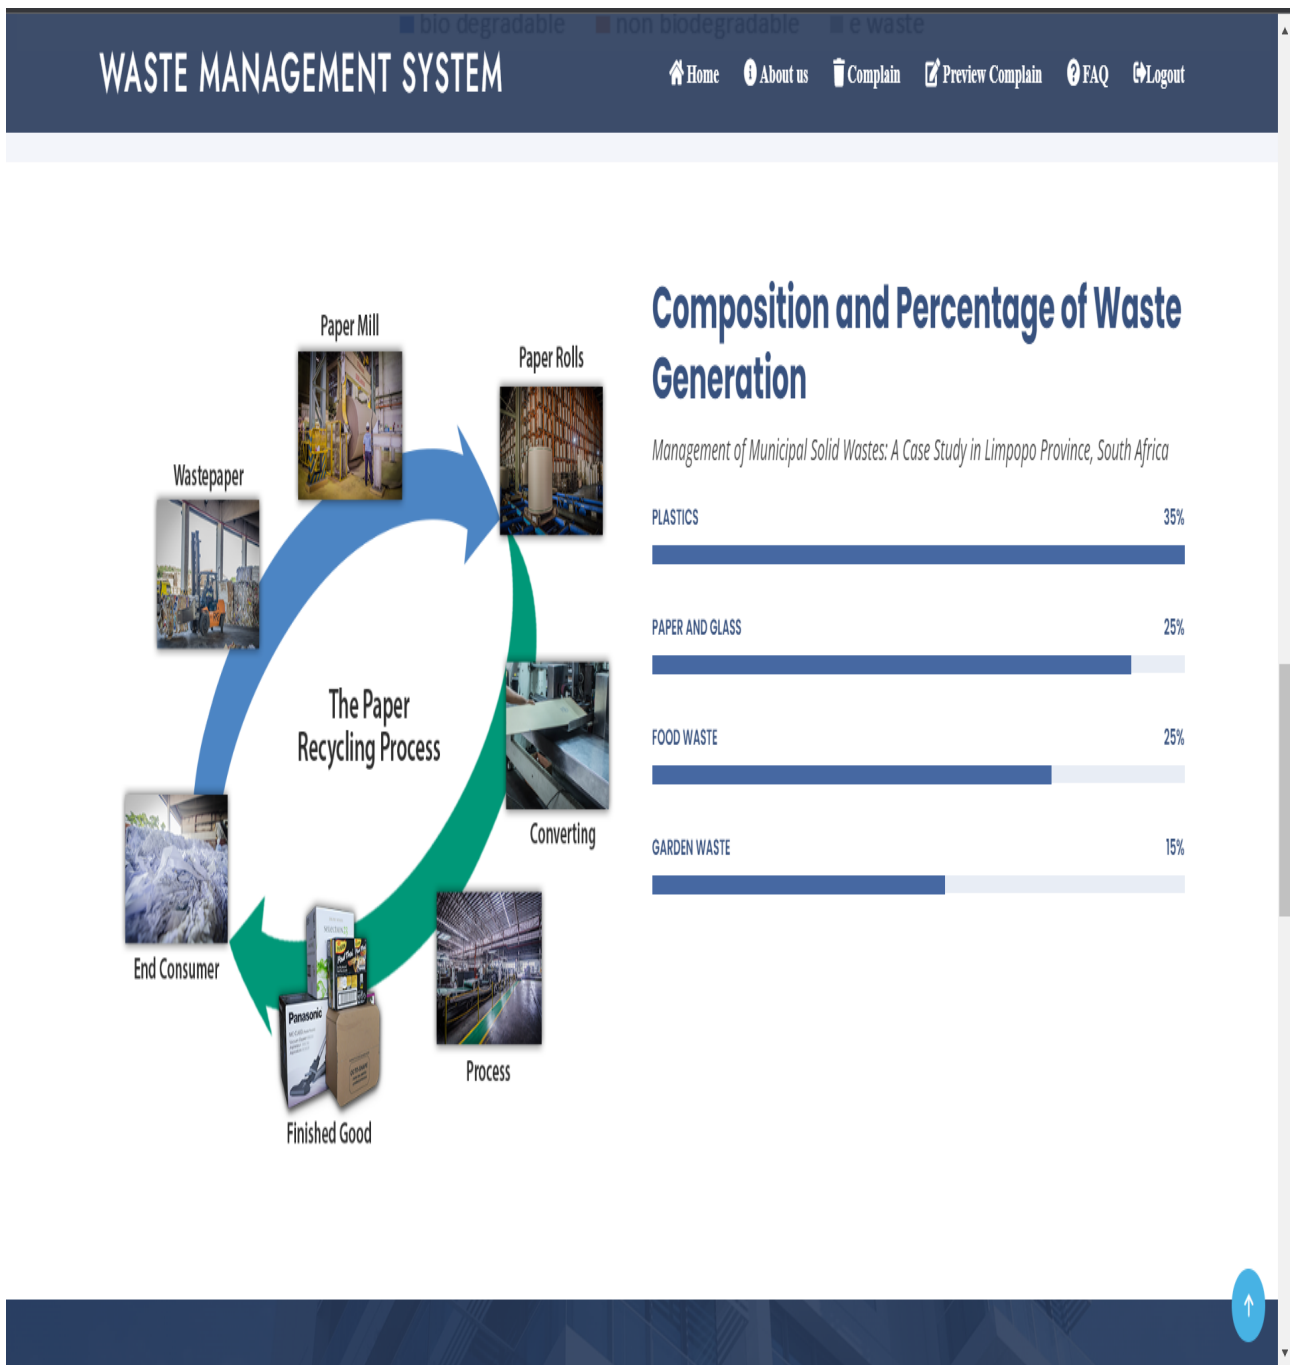 bio degradable non biodegradable e waste
WASTE MANAGEMENT SYSTEM
Home About us Complain Preview Complain FAQ Logout
Composition and Percentage of Waste
Generation
Management of Municipal Solid Wastes: A Case Study in Limpopo Province, South Africa
PLASTICS 35%
PAPER AND GLASS 25%
FOOD WASTE 25%
GARDEN WASTE 15%
Paper Mill
Paper Rolls
Wastepaper
The Paper
Recycling Process
Converting
End Consumer
Panasonic
Process
Finished Good